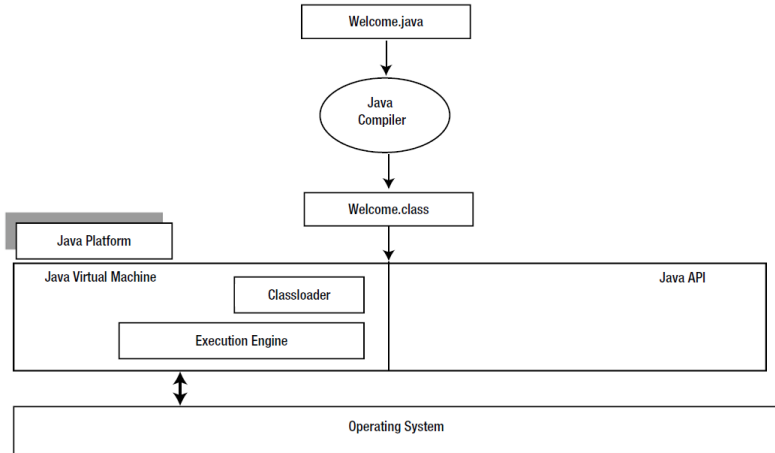 Welcome.java
Java
Compiler
Welcome.class
Java Platform
Java Virtual Machine
Java API
Classloader
Execution Engine
Operating System